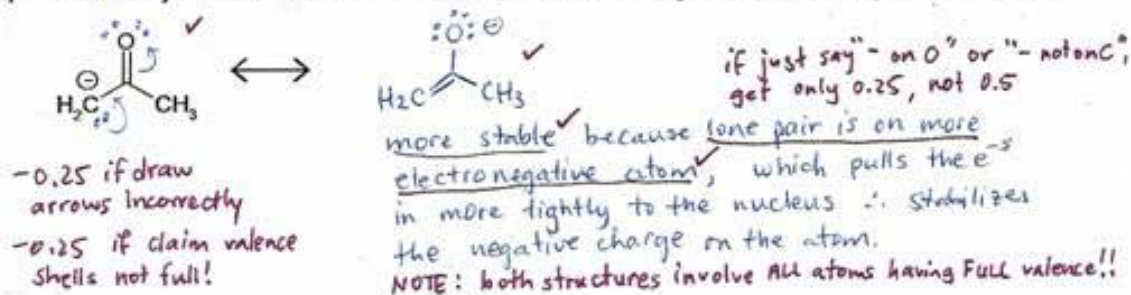 :Ö: ⊖
O
⊖
H₂C
CH₃
H₂C
CH₃
if just say "- on O" or "- not on C",
get only 0.25, not 0.5
more stable because lone pair is on more
electronegative atom, which pulls the e⁻s
in more tightly to the nucleus ∴ stabilizes
the negative charge on the atom.
NOTE: both structures involve ALL atoms having FULL valence!!
-0.25 if draw
arrows incorrectly
-0.25 if claim valence
shells not full!